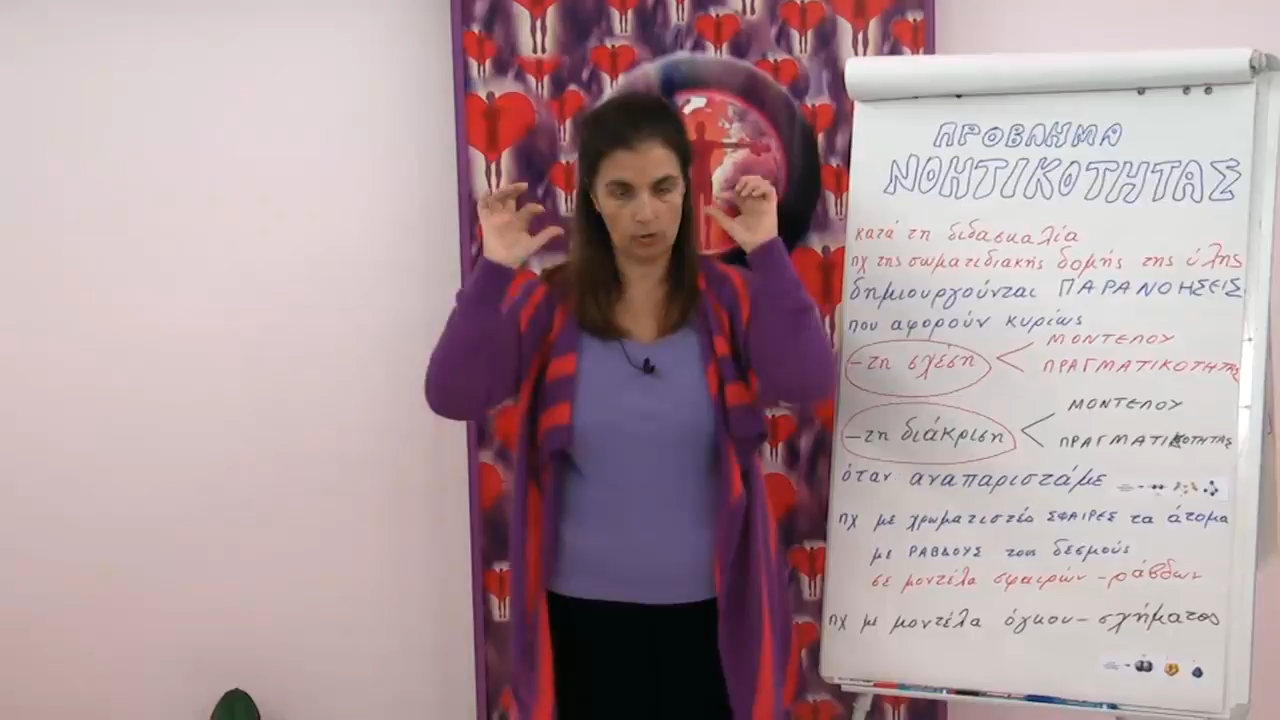 ΠΡΟΒΛΗΜΑ
ΝΟΗΤΙΚΟΤΗΤΑΣ
κατά τη διδασκαλία
πχ της σωματιδιακής δομής της ύλης
δημιουργούνται ΠΑΡΑΝΟΗΣΕΙΣ
που αφορούν κυρίως
-τη σχέση
ΜΟΝΤΕΛΟΥ
ΠΡΑΓΜΑΤΙΚΟΤΗΤΑΣ
-τη διάκριση
ΜΟΝΤΕΛΟΥ
ΠΡΑΓΜΑΤΙΚΟΤΗΤΑΣ
όταν αναπαριστάμε
πχ με χρωματιστές ΣΦΑΙΡΕΣ τα άτομα
με ΡΑΒΔΟΥΣ τους δεσμούς
σε μοντέλα σφαιρών-ράβδων
πχ με μοντέλα όγκου-σχήματος